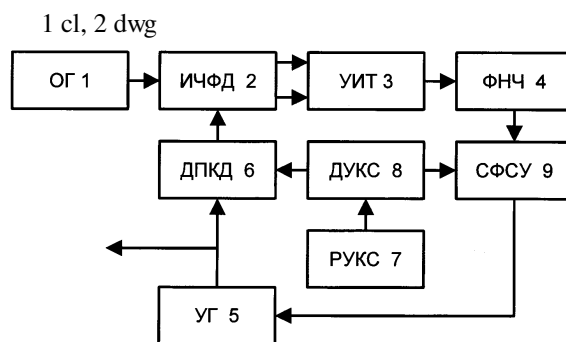 1 cl, 2 dwg
ОГ 1
ИЧФД 2
УИТ 3
ФНЧ 4
ДПКД 6
ДУКС 8
СФСУ 9
РУКС 7
УГ 5